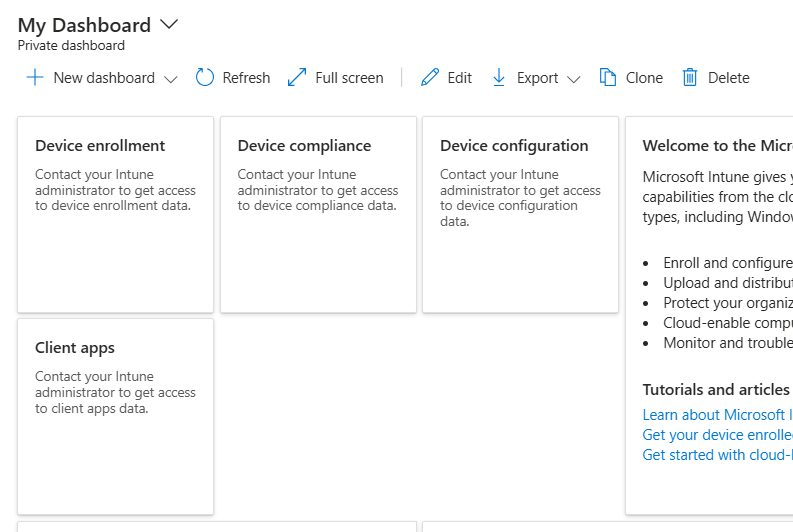 My Dashboard
Private dashboard
New dashboard
Refresh
Full screen
Edit
Export
Clone
Delete
Device enrollment
Contact your Intune
administrator to get access
to device enrollment data.
Device compliance
Contact your Intune
administrator to get access
to device compliance data.
Device configuration
Contact your Intune
administrator to get access
to device configuration
data.
Welcome to the Micr
Microsoft Intune gives y
capabilities from the clo
types, including Window
• Enroll and configure
• Upload and distribut
• Protect your organiz
• Cloud-enable compu
• Monitor and trouble
Tutorials and articles
Learn about Microsoft I
Get your device enrolle
Get started with cloud-l
Client apps
Contact your Intune
administrator to get access
to client apps data.